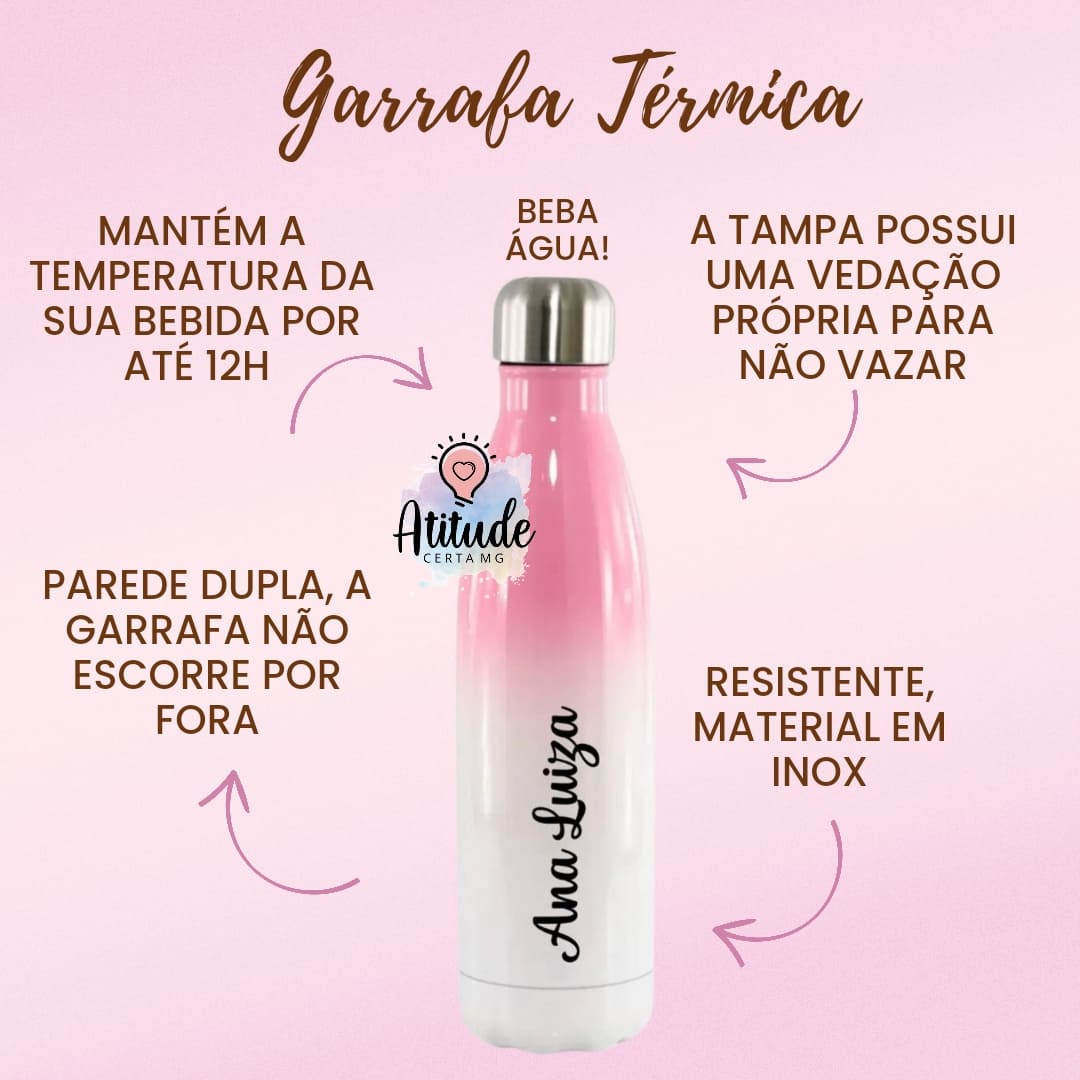 Garrafa Térmica
MANTÉM A
TEMPERATURA DA
SUA BEBIDA POR
ATÉ 12H
BEBA
ÁGUA!
A TAMPA POSSUI
UMA VEDAÇÃO
PRÓPRIA PARA
NÃO VAZAR
Atitude
CERTA MG
PAREDE DUPLA, A
GARRAFA NÃO
ESCORRE POR
FORA
Ana Luiza
RESISTENTE,
MATERIAL EM
INOX